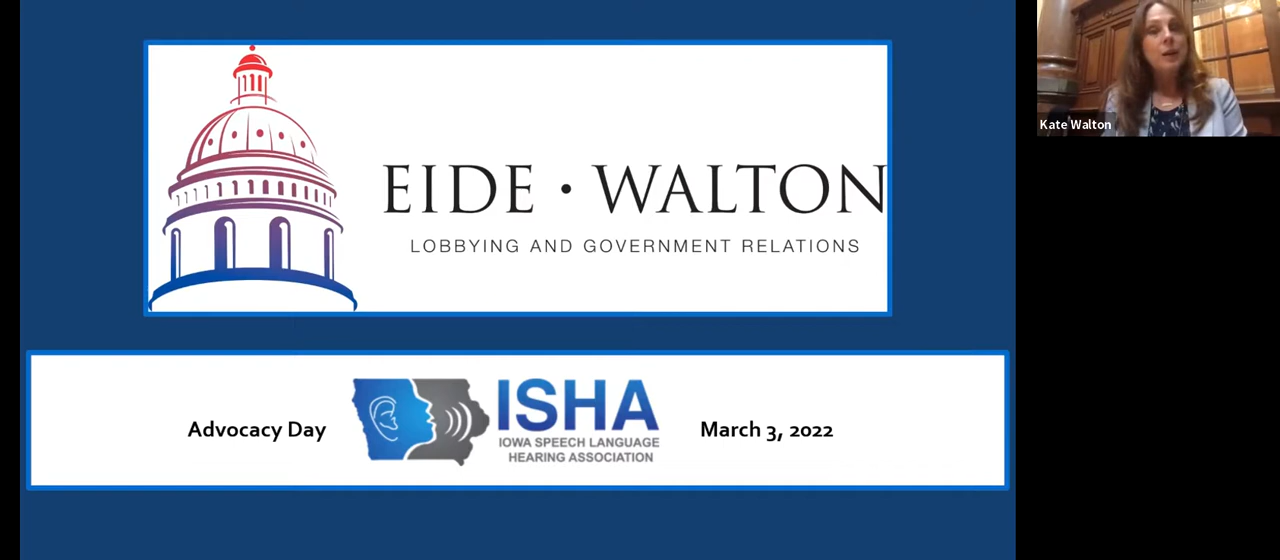 EIDE • WALTON
LOBBYING AND GOVERNMENT RELATIONS
Kate Walton
Advocacy Day
ISHA
IOWA SPEECH LANGUAGE
HEARING ASSOCIATION
March 3, 2022